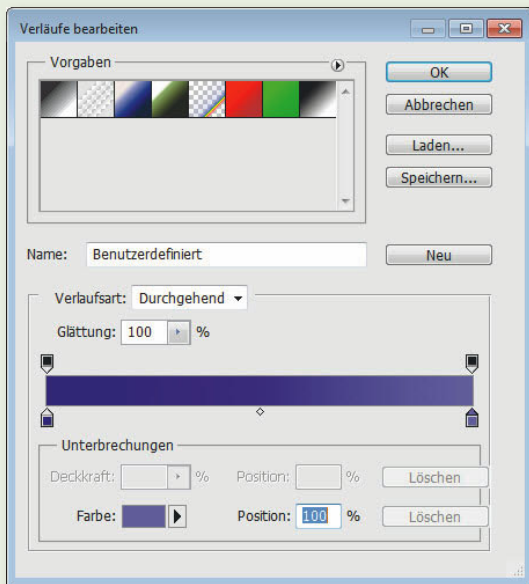 Verläufe bearbeiten
Vorgaben
OK
Abbrechen
Laden...
Speichern...
Name: Benutzerdefiniert
Neu
Verlaufsart: Durchgehend
Glättung: 100 %
Unterbrechungen
Deckkraft: % Position: % Löschen
Farbe: Position: 100 % Löschen